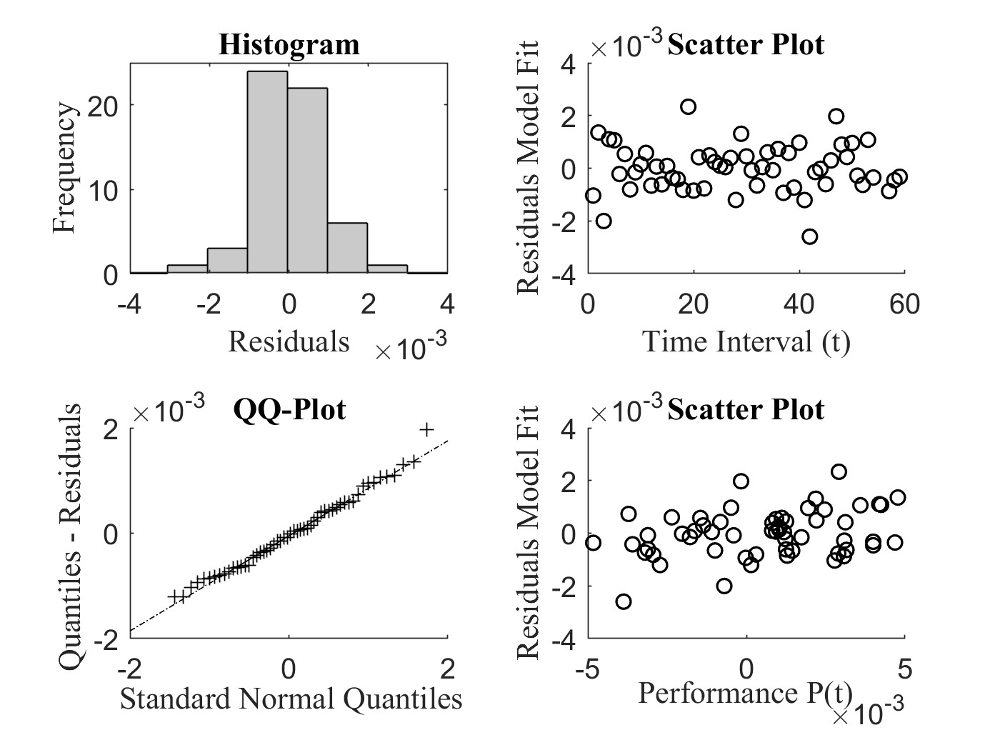 Histogram
Frequency
20
10
0
-4 -2 0 2 4
Residuals
×10-3
×10-3
Scatter Plot
Residuals Model Fit
4
2
0
-2
-4
0 20 40 60
Time Interval (t)
×10-3
QQ-Plot
Quantiles - Residuals
2
0
-2
-2 0 2
Standard Normal Quantiles
×10-3
Scatter Plot
Residuals Model Fit
4
2
0
-2
-4
-5 0 5
Performance P(t)
×10-3